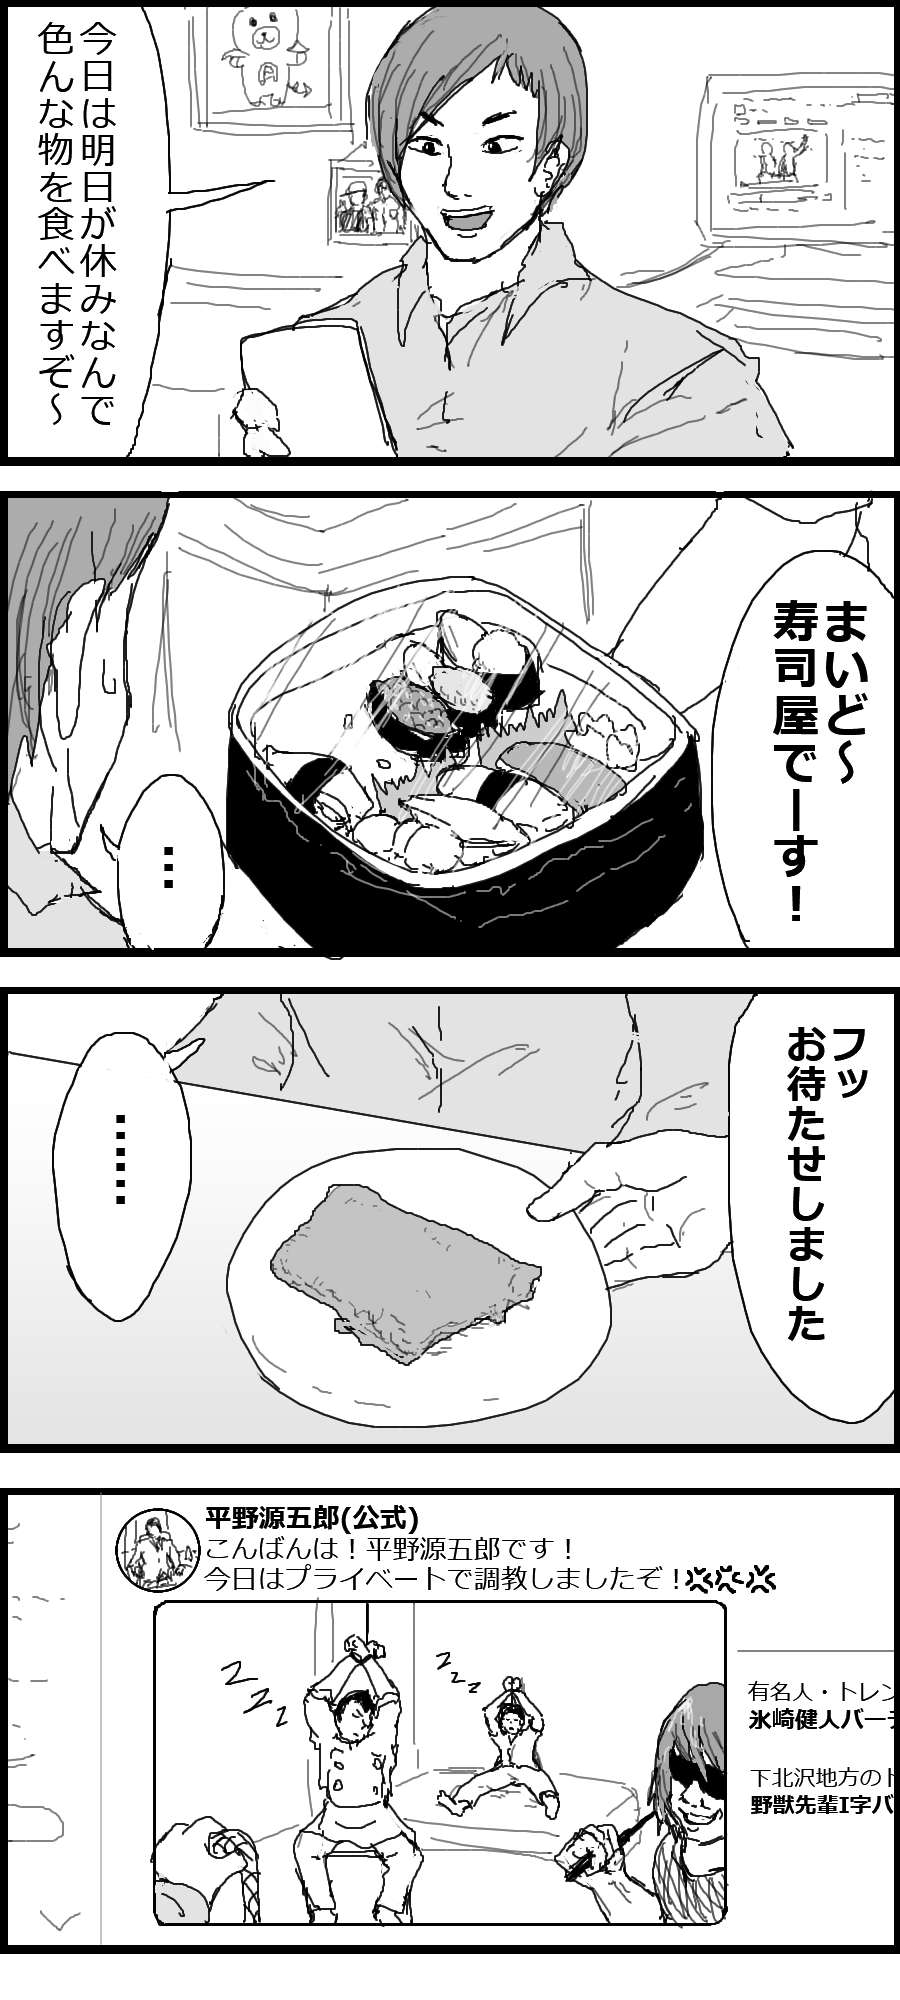 今日は明日が休みなんで
色んな物を食べますぞ〜
まいど〜
寿司屋でーす！
…
フッ
お待たせしました
……
平野源五郎(公式)
こんばんは！平野源五郎です！
今日はプライベートで調教しましたぞ！💢💢💢
zzz
zzz
有名人・トレン
氷崎健人バー
下北沢地方の
野獣先輩I字バ